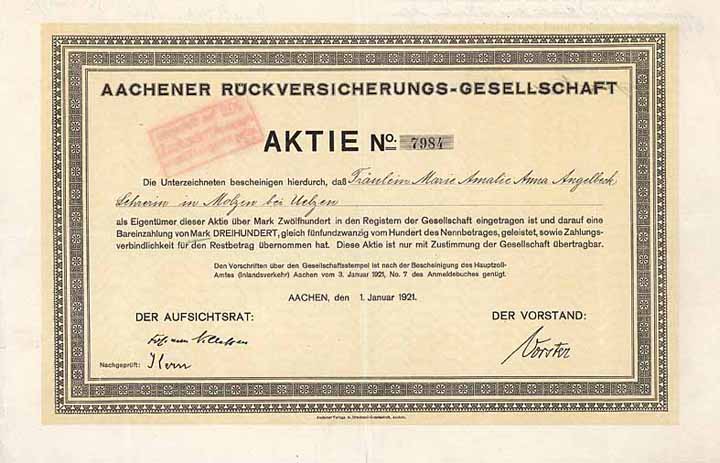 AACHENER RÜCKVERSICHERUNGS-GESELLSCHAFT
AKTIE No. 7984
Die Unterzeichneten bescheinigen hierdurch, daß Fräulein Marie Amalie Anna Angelbeck
Lehrerin in Molzen bei Uelzen
als Eigentümer dieser Aktie über Mark Zwölfhundert in den Registern der Gesellschaft eingetragen ist und darauf eine
Bareinzahlung von Mark DREIHUNDERT, gleich fünfundzwanzig vom Hundert des Nennbetrages, geleistet, sowie Zahlungs-
verbindlichkeit für den Restbetrag übernommen hat. Diese Aktie ist nur mit Zustimmung der Gesellschaft übertragbar.
Den Vorschriften über den Gesellschaftsstempel ist nach der Bescheinigung des Hauptzoll-
Amtes (Inlandsverkehr) Aachen vom 3. Januar 1921, No. 7 des Anmeldebuches genügt.
AACHEN, den 1. Januar 1921.
DER AUFSICHTSRAT: DER VORSTAND:
Vorster
Nachgeprüft: